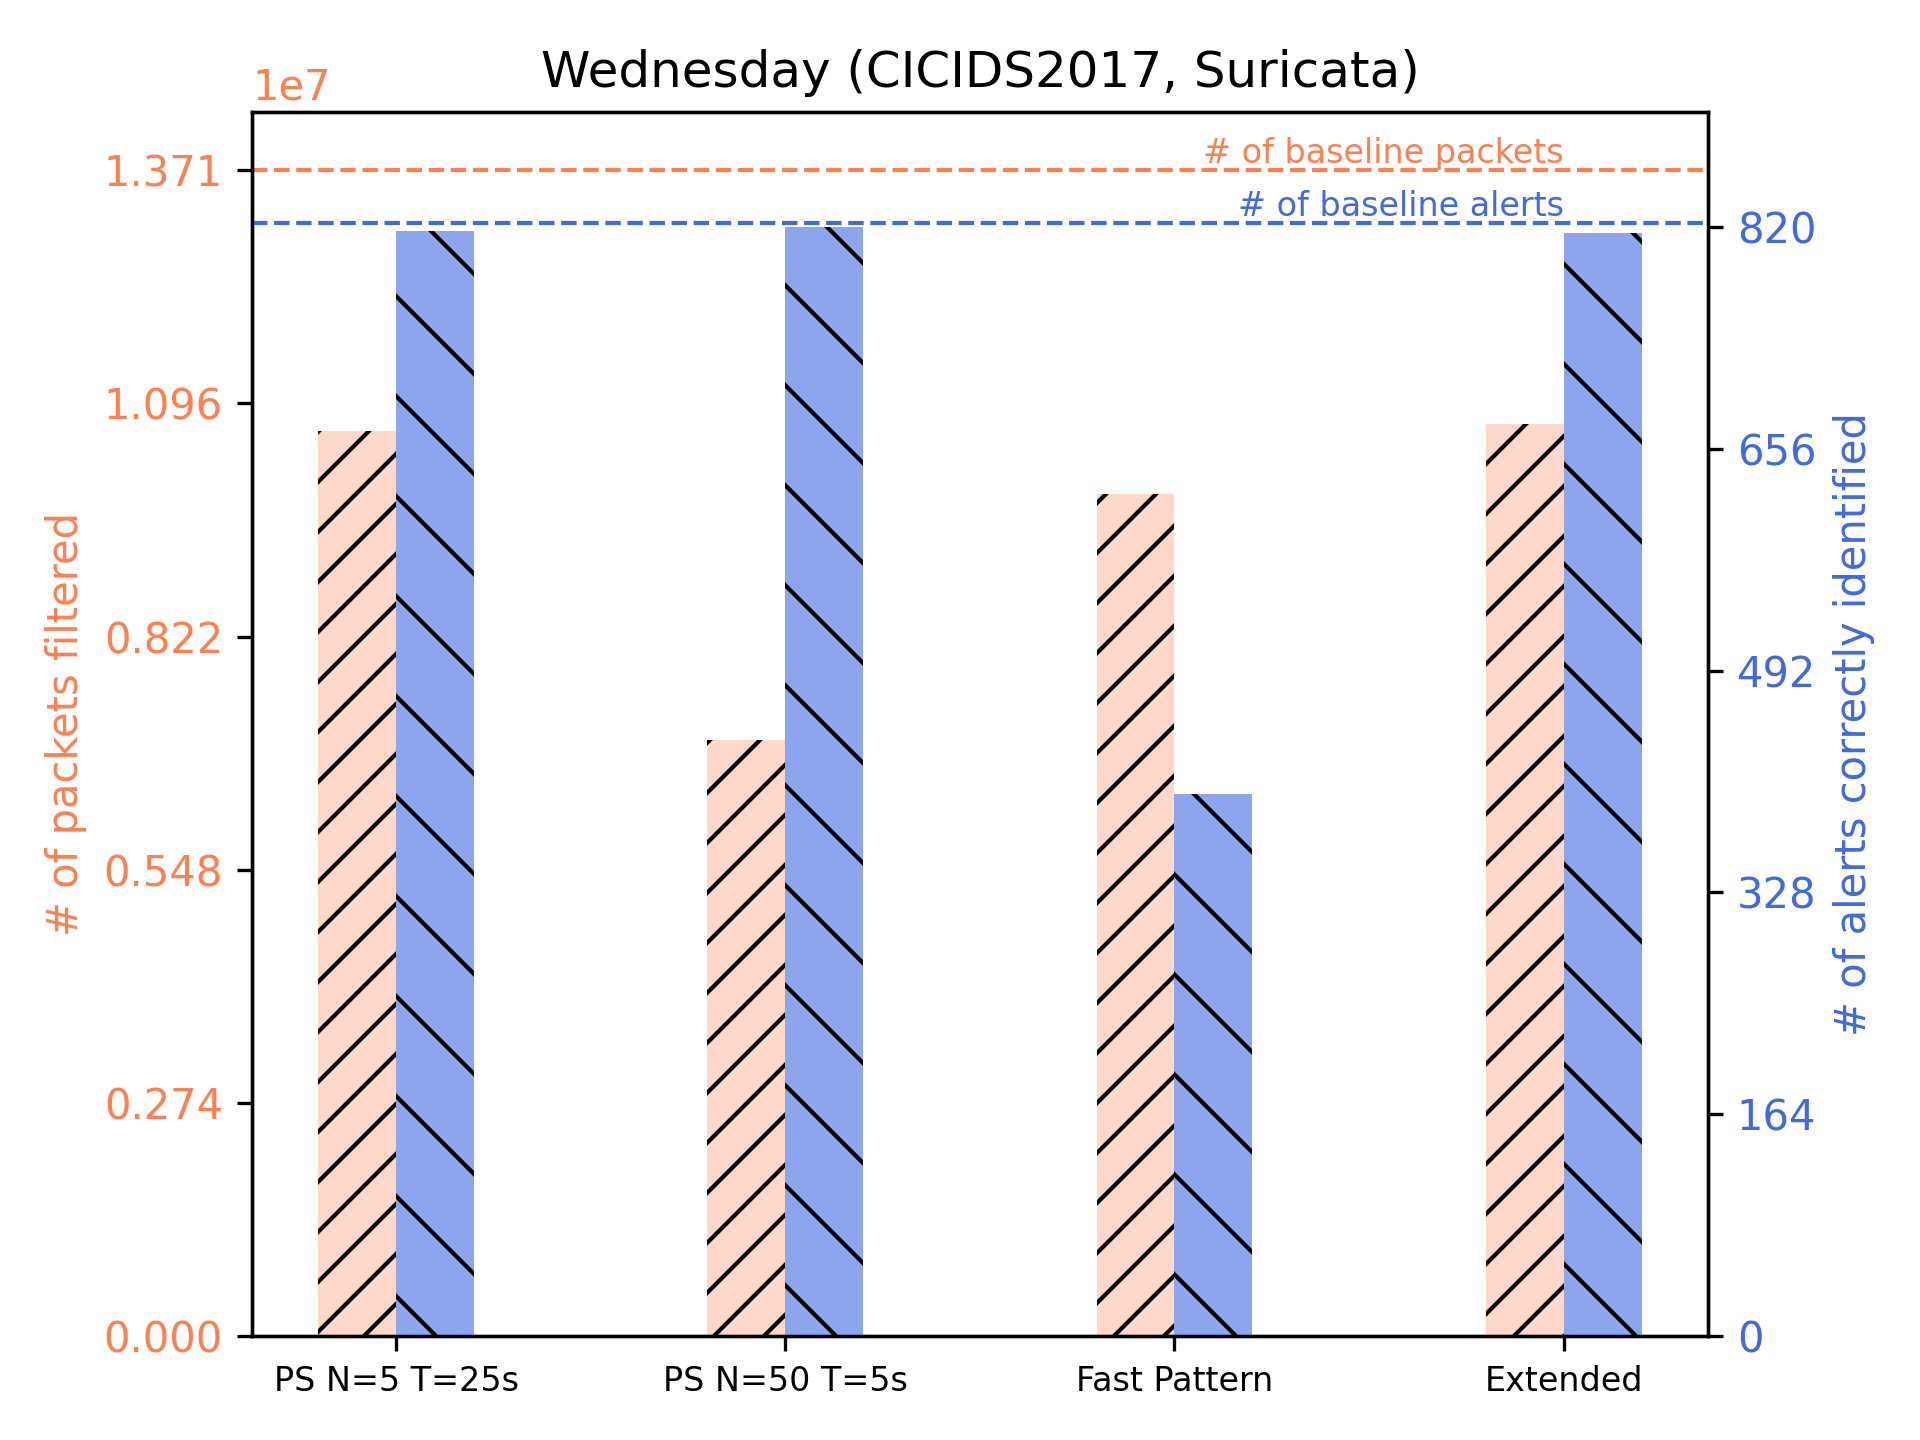 Wednesday (CICIDS2017, Suricata)
1e7
# of baseline packets
# of baseline alerts
1.371
1.096
0.822
0.548
0.274
0.000
# of packets filtered
820
656
492
328
164
0
# of alerts correctly identified
PS N=5 T=25s
PS N=50 T=5s
Fast Pattern
Extended